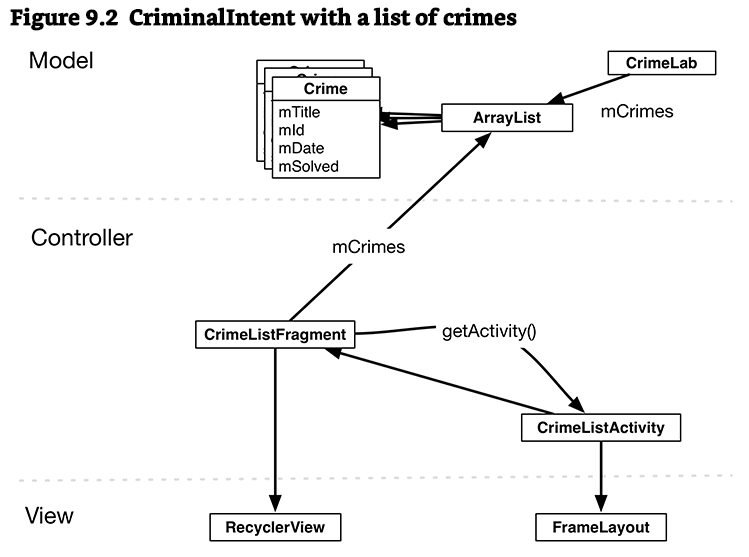 Figure 9.2 CriminalIntent with a list of crimes
Model
CrimeLab
Crime
mTitle
mId
mDate
mSolved
ArrayList
mCrimes
Controller
mCrimes
CrimeListFragment
getActivity()
CrimeListActivity
View
RecyclerView
FrameLayout